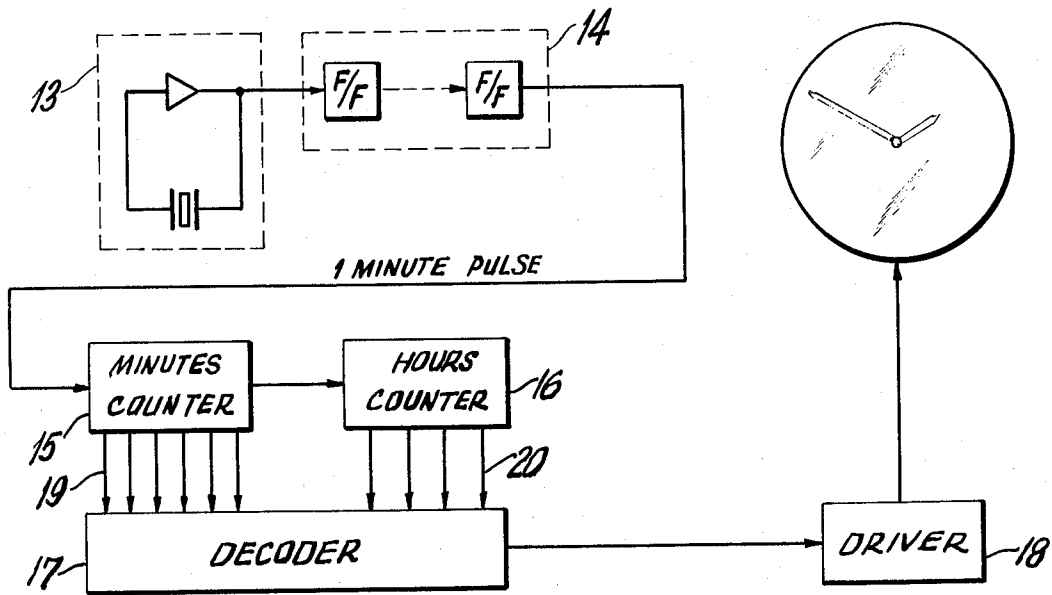 13
14
F/F
F/F
1 MINUTE PULSE
MINUTES
COUNTER
15
HOURS
COUNTER
16
19
20
DECODER
17
DRIVER
18